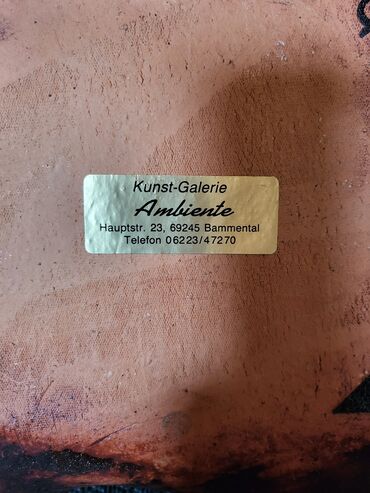 Kunst-Galerie
Ambiente
Hauptstr. 23, 69245 Bammental
Telefon 06223/47270